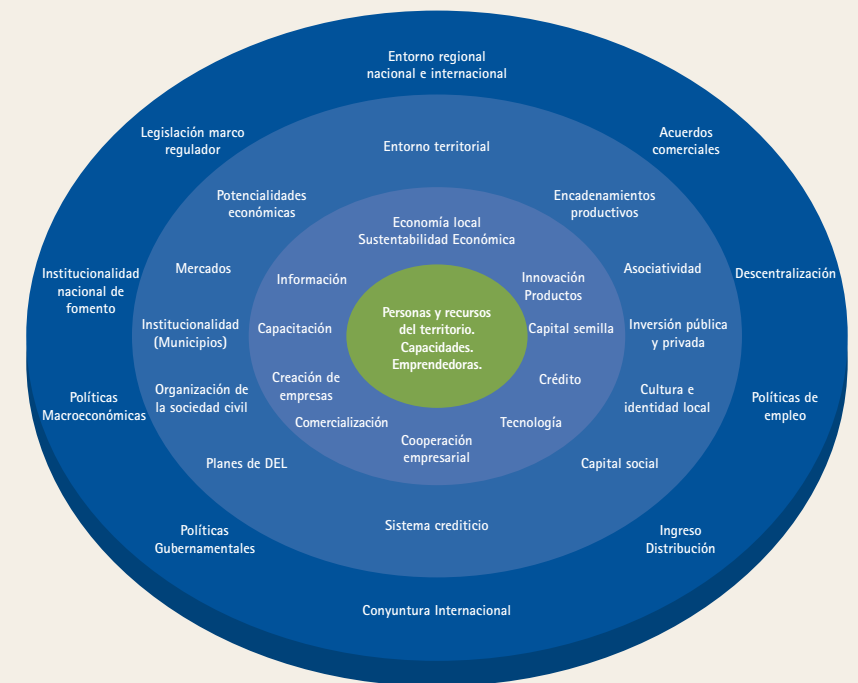 Entorno regional
nacional e internacional
Legislación marco
regulador
Acuerdos
comerciales
Entorno territorial
Potencialidades
económicas
Encadenamientos
productivos
Economía local
Sustentabilidad Económica
Mercados
Asociatividad
Institucionalidad
nacional de
fomento
Descentralización
Información
Innovación
Productos
Personas y recursos
del territorio.
Capacidades.
Emprendedoras.
Institucionalidad
(Municipios)
Capacitación
Capital semilla
Inversión pública
y privada
Creación de
empresas
Crédito
Políticas
Macroeconómicas
Organización de
la sociedad civil
Cultura e
identidad local
Políticas de
empleo
Comercialización
Tecnología
Cooperación
empresarial
Planes de DEL
Capital social
Sistema crediticio
Políticas
Gubernamentales
Ingreso
Distribución
Conyuntura Internacional